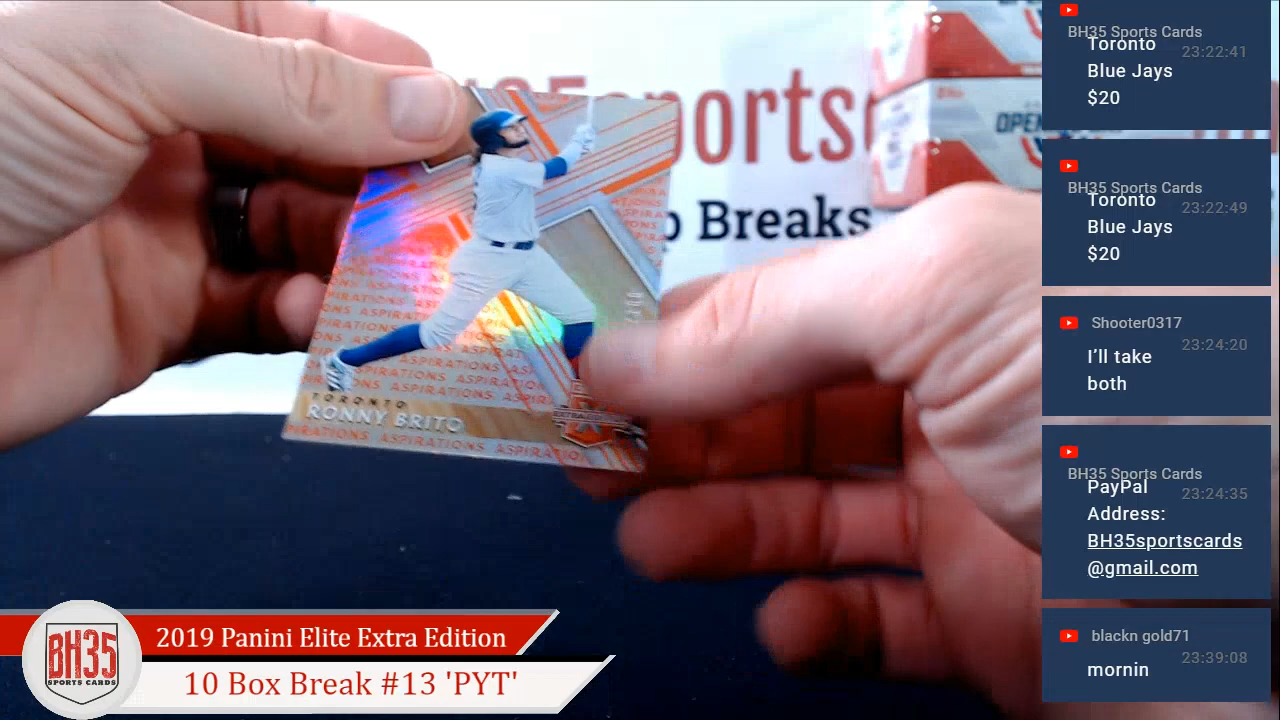 BH35 Sports Cards
Toronto
Blue Jays
$20
23:22:41
BH35 Sports Cards
Toronto
Blue Jays
$20
23:22:49
Shooter0317
I'll take
both
23:24:20
BH35 Sports Cards
PayPal
Address:
BH35sportscards
@gmail.com
23:24:35
blackn gold71
mornin
23:39:08
Breaks
OPEN
TORONTO
RONNY BRITO
ASPIRATIONS
ASPIRATIONS
ASPIRATIONS
BH35
SPORTS CARDS
2019 Panini Elite Extra Edition
10 Box Break #13 'PYT'